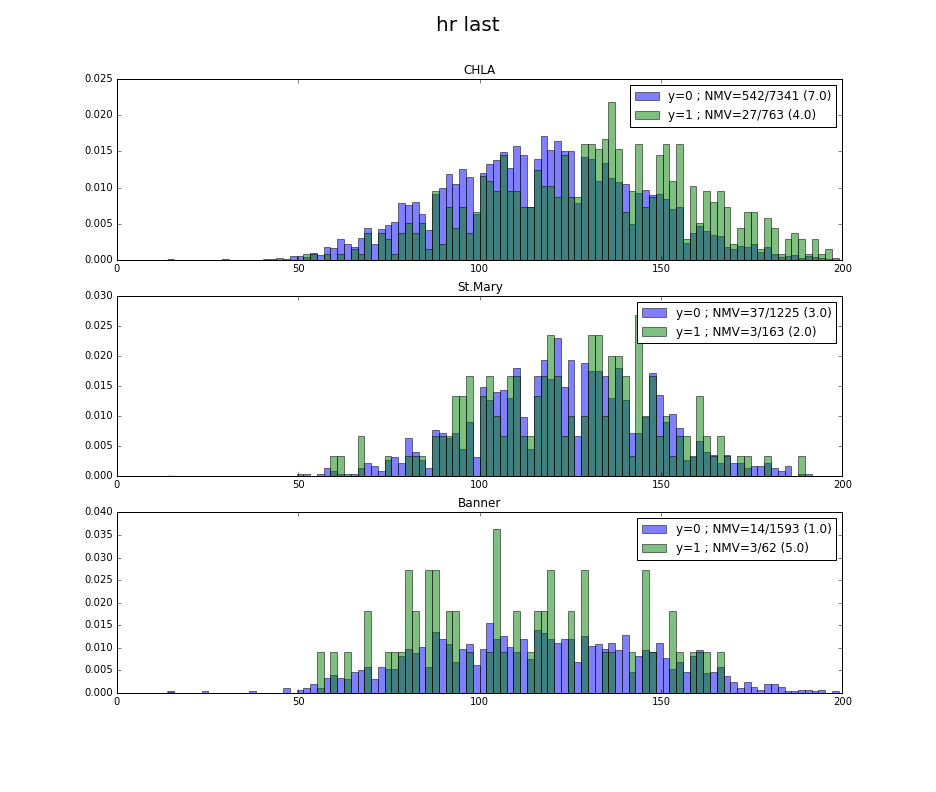 hr last
CHLA
0.025
0.020
0.015
0.010
0.005
0.000
y=0 ; NMV=542/7341 (7.0)
y=1 ; NMV=27/763 (4.0)
0 50 100 150 200
St.Mary
0.030
0.025
0.020
0.015
0.010
0.005
0.000
y=0 ; NMV=37/1225 (3.0)
y=1 ; NMV=3/163 (2.0)
0 50 100 150 200
Banner
0.040
0.035
0.030
0.025
0.020
0.015
0.010
0.005
0.000
y=0 ; NMV=14/1593 (1.0)
y=1 ; NMV=3/62 (5.0)
0 50 100 150 200